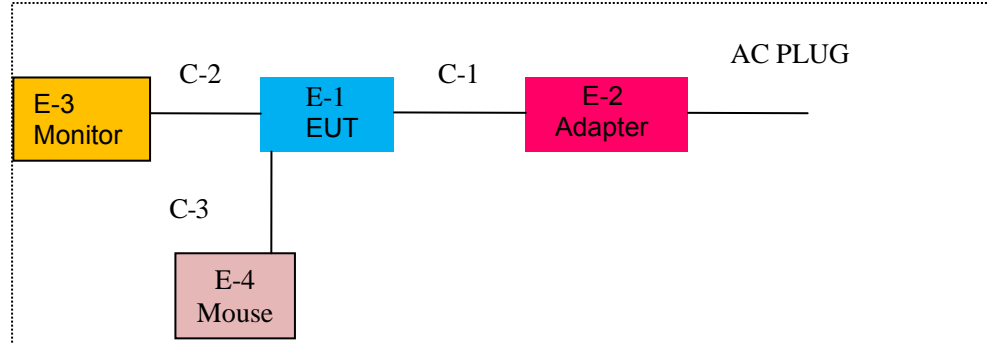 AC PLUG
C-2
C-1
E-3
Monitor
E-1
EUT
E-2
Adapter
C-3
E-4
Mouse